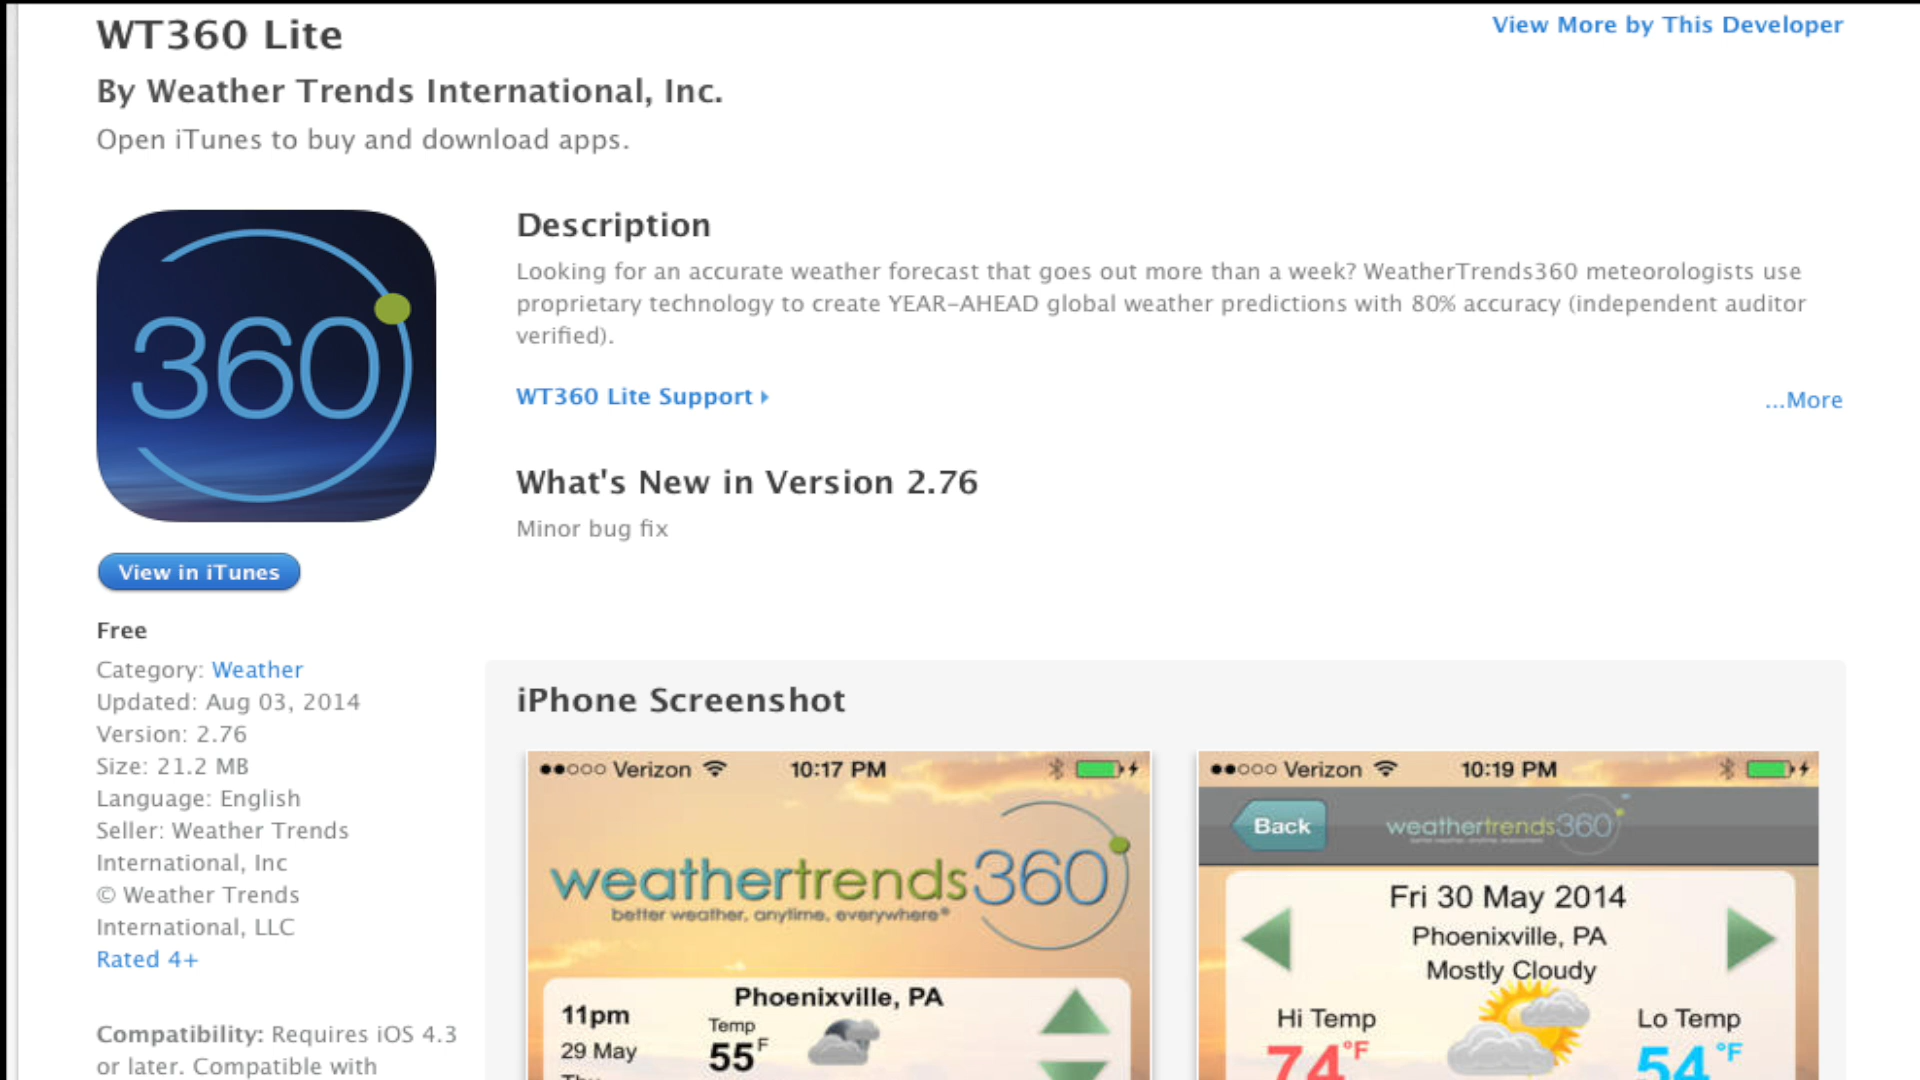 WT360 Lite
View More by This Developer
By Weather Trends International, Inc.
Open iTunes to buy and download apps.
360
Description
Looking for an accurate weather forecast that goes out more than a week? WeatherTrends360 meteorologists use
proprietary technology to create YEAR-AHEAD global weather predictions with 80% accuracy (independent auditor
verified).
WT360 Lite Support
...More
What's New in Version 2.76
Minor bug fix
View in iTunes
Free
Category: Weather
Updated: Aug 03, 2014
Version: 2.76
Size: 21.2 MB
Language: English
Seller: Weather Trends
International, Inc
© Weather Trends
International, LLC
Rated 4+
Compatibility: Requires iOS 4.3
or later. Compatible with
iPhone Screenshot
Verizon 10:17 PM
weathertrends360
better weather, anytime, everywhere®
Phoenixville, PA
11pm
29 May
Temp
55 F
Verizon 10:19 PM
Back
weathertrends360
Fri 30 May 2014
Phoenixville, PA
Mostly Cloudy
Hi Temp
74°F
Lo Temp
54°F